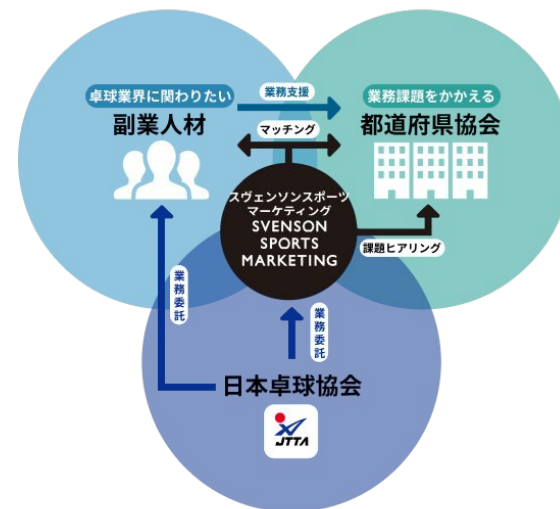 卓球業界に関わりたい
副業人材
業務支援
マッチング
業務課題をかかえる
都道府県協会
スヴェンソンスポーツ
マーケティング
SVENSON
SPORTS
MARKETING
課題ヒアリング
業務委託
業務委託
日本卓球協会
JTTA